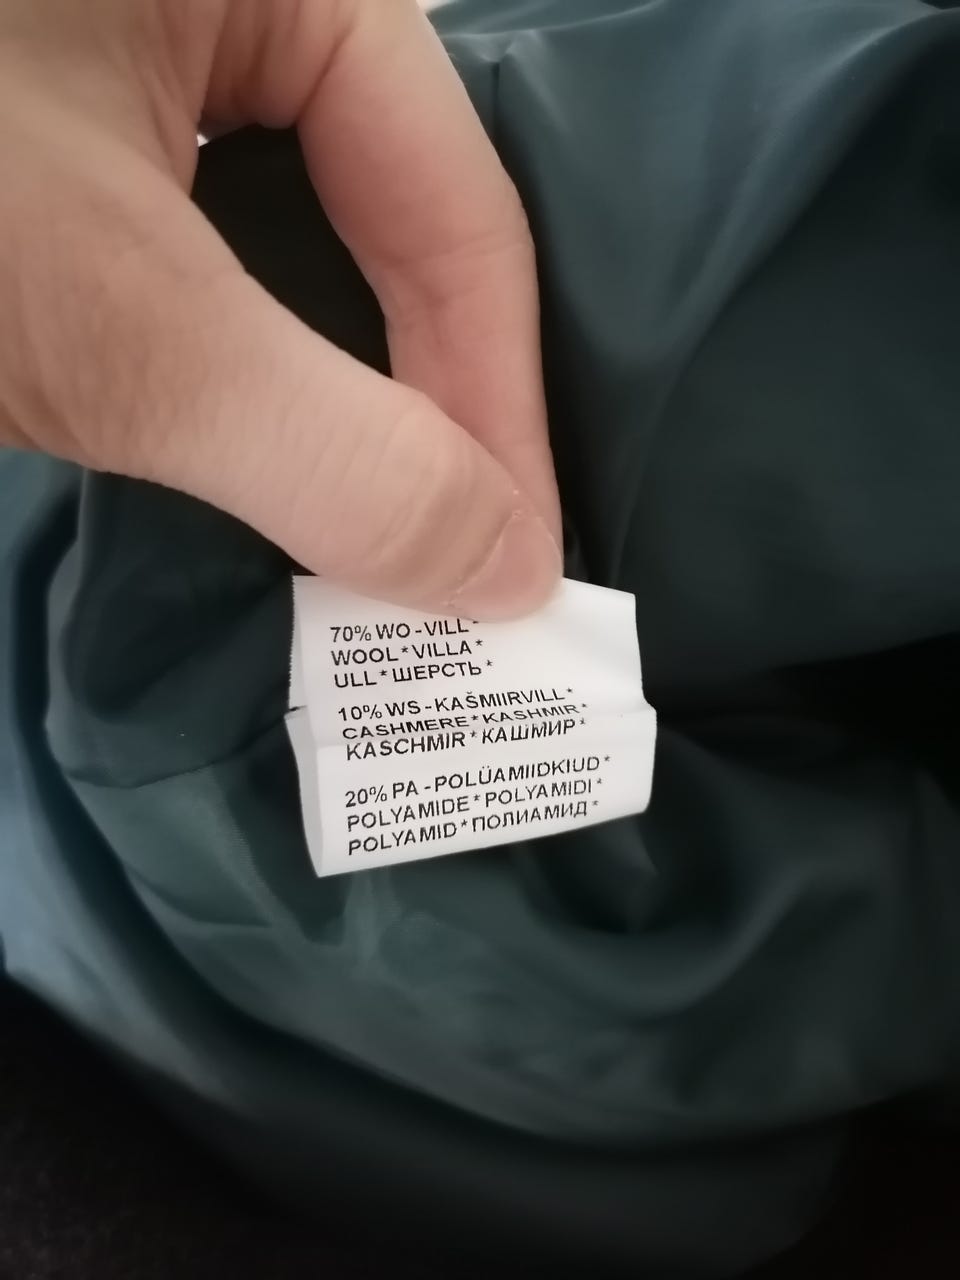 70% WO-VILL*
WOOL*VILLA*
ULL*ШЕРСТЬ*
10% WS-KAŠMIIRVILL*
CASHMERE*KASHMIR*
KASCHMIR*КАШМИР*
20% PA-POLÜAMIIDKIUD*
POLYAMIDE*POLYAMIDI*
POLYAMID*ПОЛИАМИД*